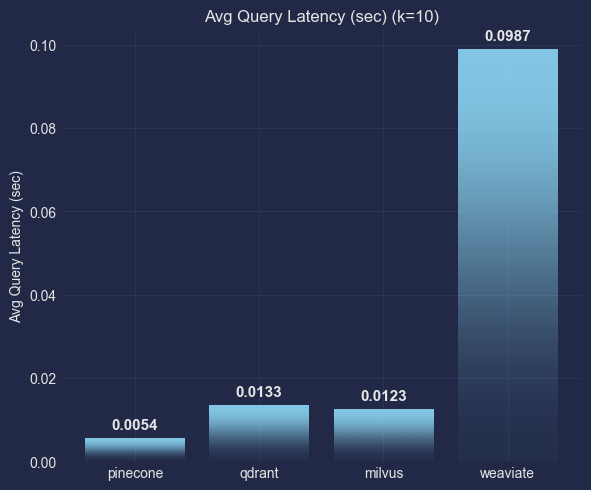 Avg Query Latency (sec) (k=10)
Avg Query Latency (sec)
0.10
0.08
0.06
0.04
0.02
0.00
0.0054
0.0133
0.0123
0.0987
pinecone
qdrant
milvus
weaviate